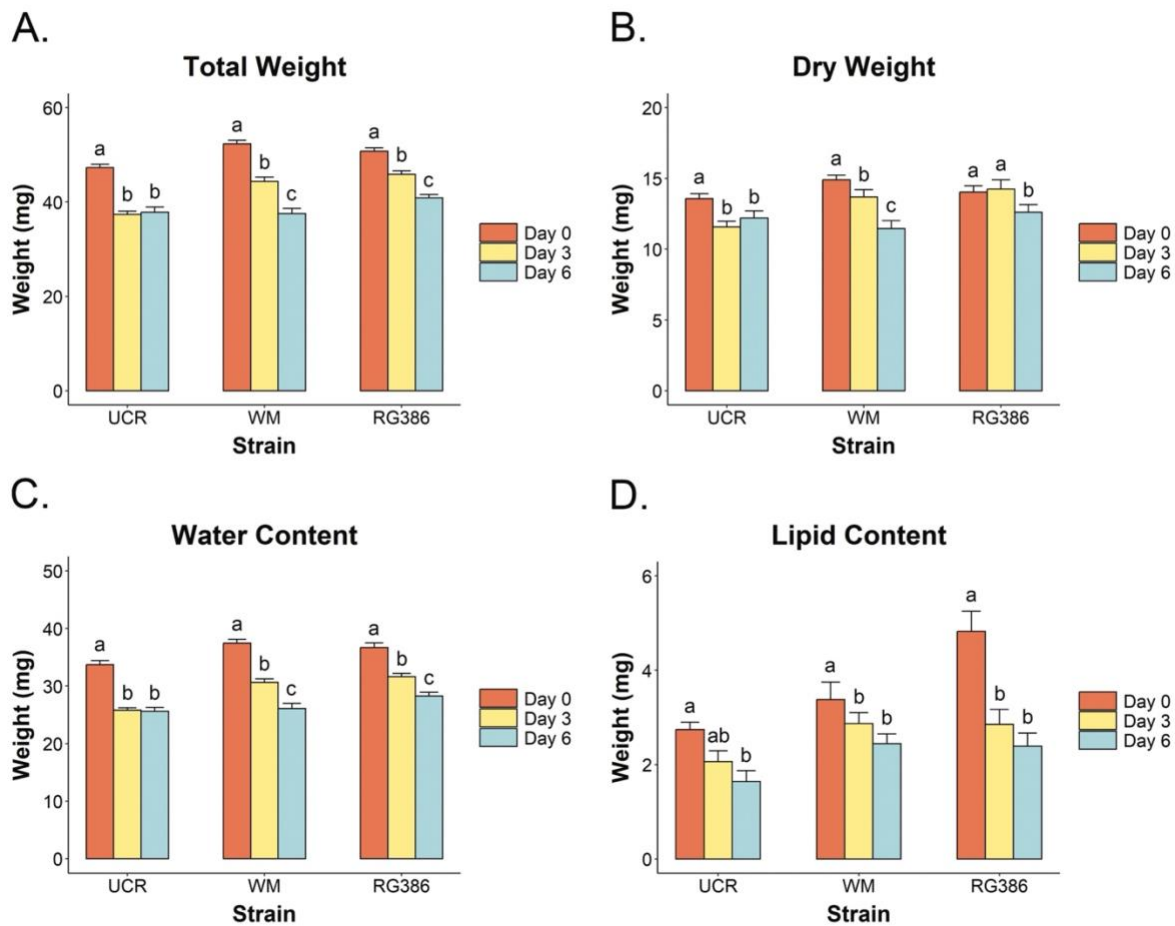 A.
Total Weight
60
40
20
0
Weight (mg)
a b b
a b c
a b c
UCR WM RG386
Strain
Day 0
Day 3
Day 6
B.
Dry Weight
20
15
10
5
0
Weight (mg)
a b b
a b c
a a b
UCR WM RG386
Strain
Day 0
Day 3
Day 6
C.
Water Content
50
40
30
20
10
0
Weight (mg)
a b b
a b c
a b c
UCR WM RG386
Strain
Day 0
Day 3
Day 6
D.
Lipid Content
6
4
2
0
Weight (mg)
a ab b
a b b
a b b
UCR WM RG386
Strain
Day 0
Day 3
Day 6